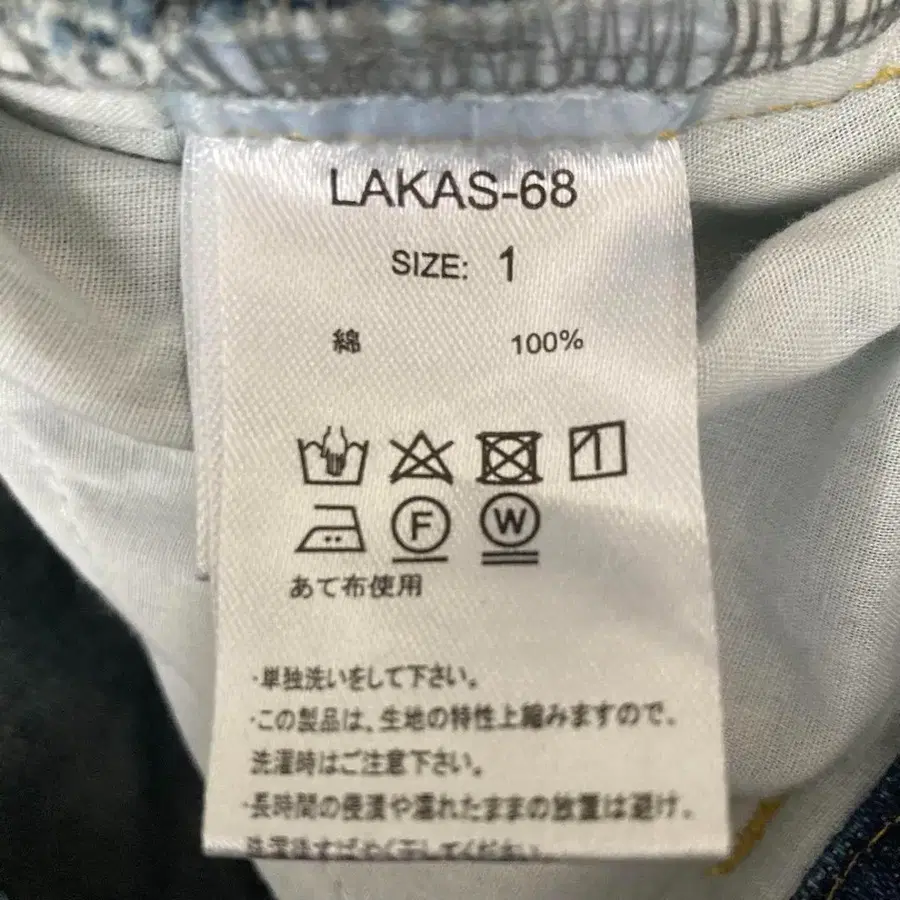 LAKAS-68
SIZE: 1
綿 100%
F W
あて布使用
・単独洗いをして下さい。
・この製品は、生地の特性上縮みますので、
洗濯時はご注意下さい。
・長時間の浸漬や濡れたままの放置は避け、